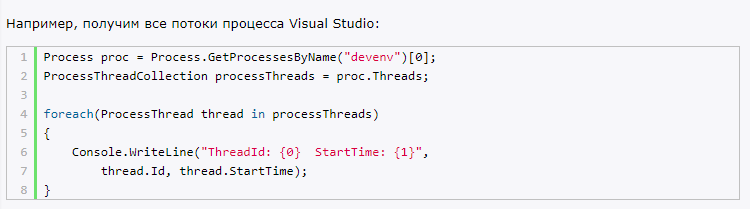 Например, получим все потоки процесса Visual Studio:
1 Process proc = Process.GetProcessesByName("devenv")[0];
2 ProcessThreadCollection processThreads = proc.Threads;
3
4 foreach(ProcessThread thread in processThreads)
5 {
6     Console.WriteLine("ThreadId: {0}  StartTime: {1}",
7         thread.Id, thread.StartTime);
8 }